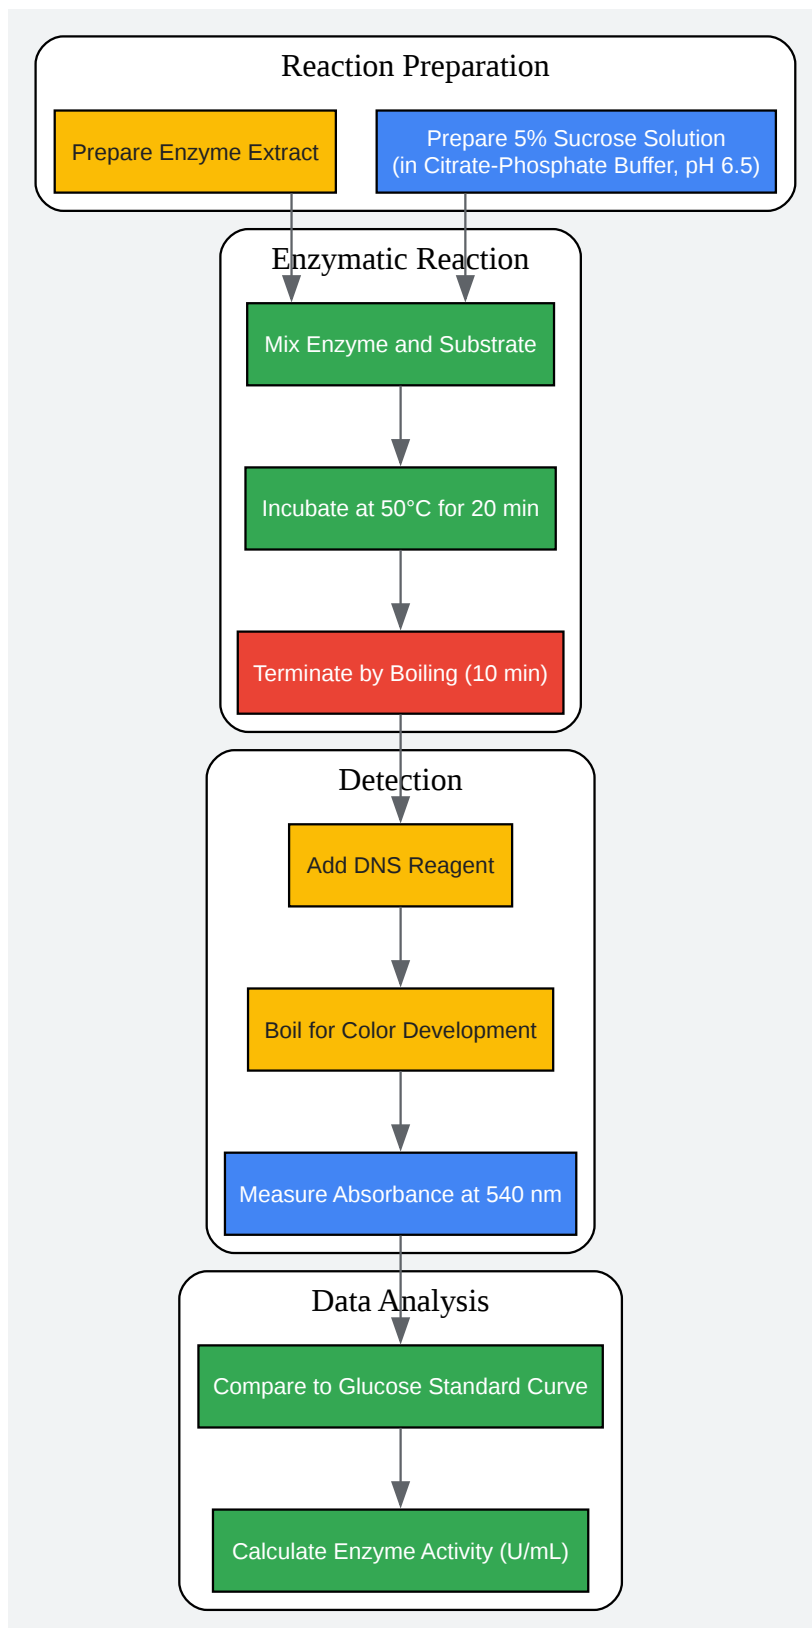 Reaction Preparation
Prepare Enzyme Extract
Prepare 5% Sucrose Solution
(in Citrate-Phosphate Buffer, pH 6.5)
Enzymatic Reaction
Mix Enzyme and Substrate
Incubate at 50°C for 20 min
Terminate by Boiling (10 min)
Detection
Add DNS Reagent
Boil for Color Development
Measure Absorbance at 540 nm
Data Analysis
Compare to Glucose Standard Curve
Calculate Enzyme Activity (U/mL)